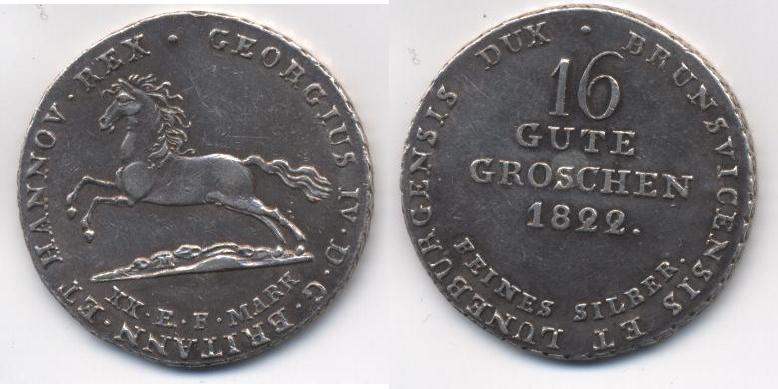 GEORGIUS IV · D · G · BRITANN · ET HANNOV · REX ·
XX · E · F · MARK
BRUNSVICENSIS ET LUNEBURGENSIS DUX ·
16
GUTE
GROSCHEN
1822.
FEINES SILBER.